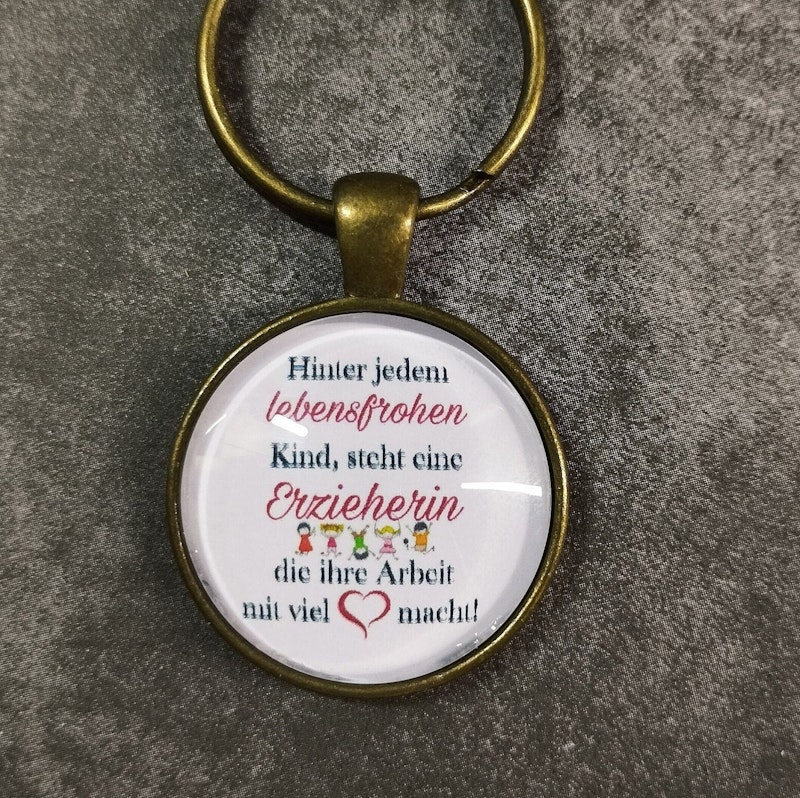 Hinter jedem
lebensfrohen
Kind, steht eine
Erzieherin
die ihre Arbeit
mit viel macht!